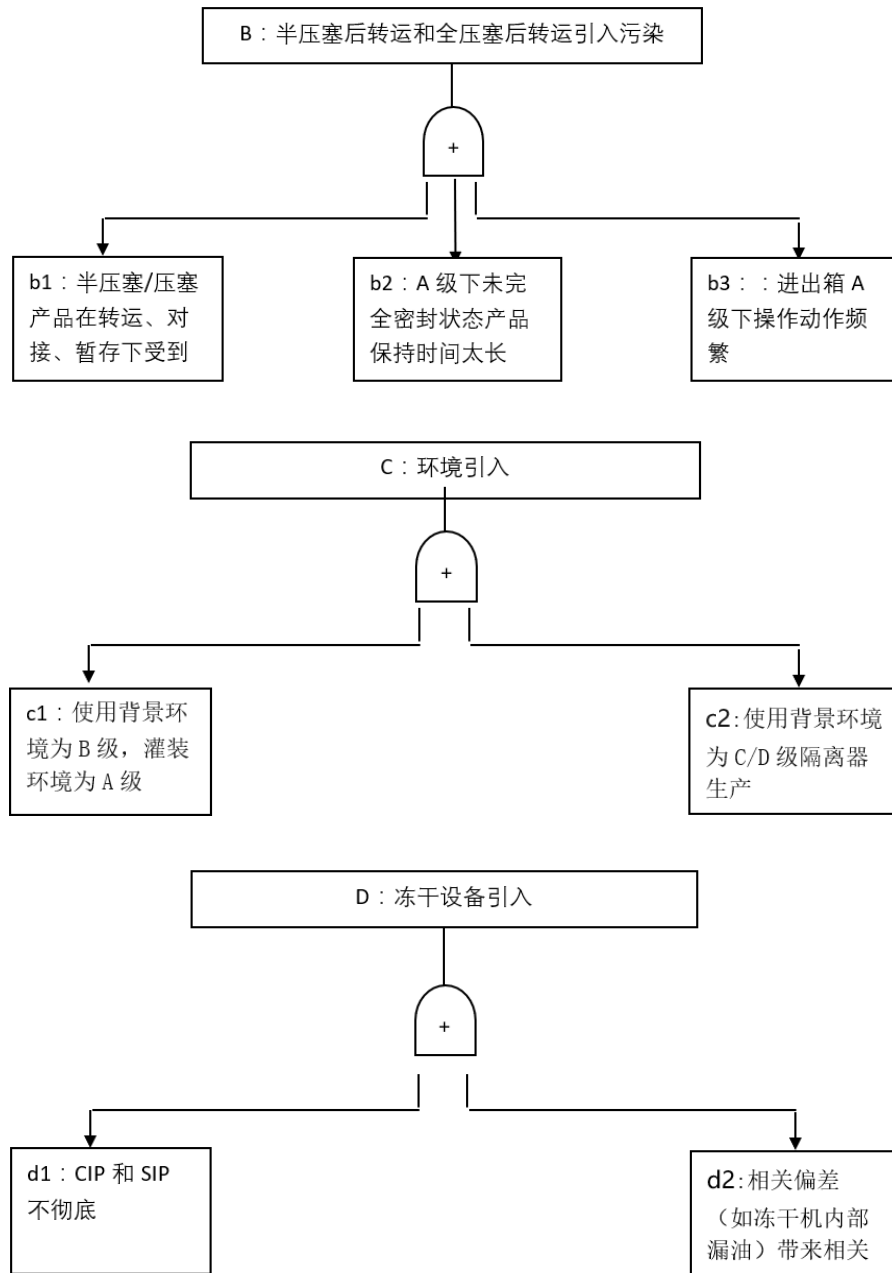 B：半压塞后转运和全压塞后转运引入污染
+
b1：半压塞/压塞
产品在转运、对
接、暂存下受到
b2：A 级下未完
全密封状态产品
保持时间太长
b3：：进出箱 A
级下操作动作频
繁
C：环境引入
+
c1：使用背景环
境为 B 级，灌装
环境为 A 级
c2:使用背景环境
为 C/D 级隔离器
生产
D：冻干设备引入
+
d1：CIP 和 SIP
不彻底
d2:相关偏差
（如冻干机内部
漏油）带来相关